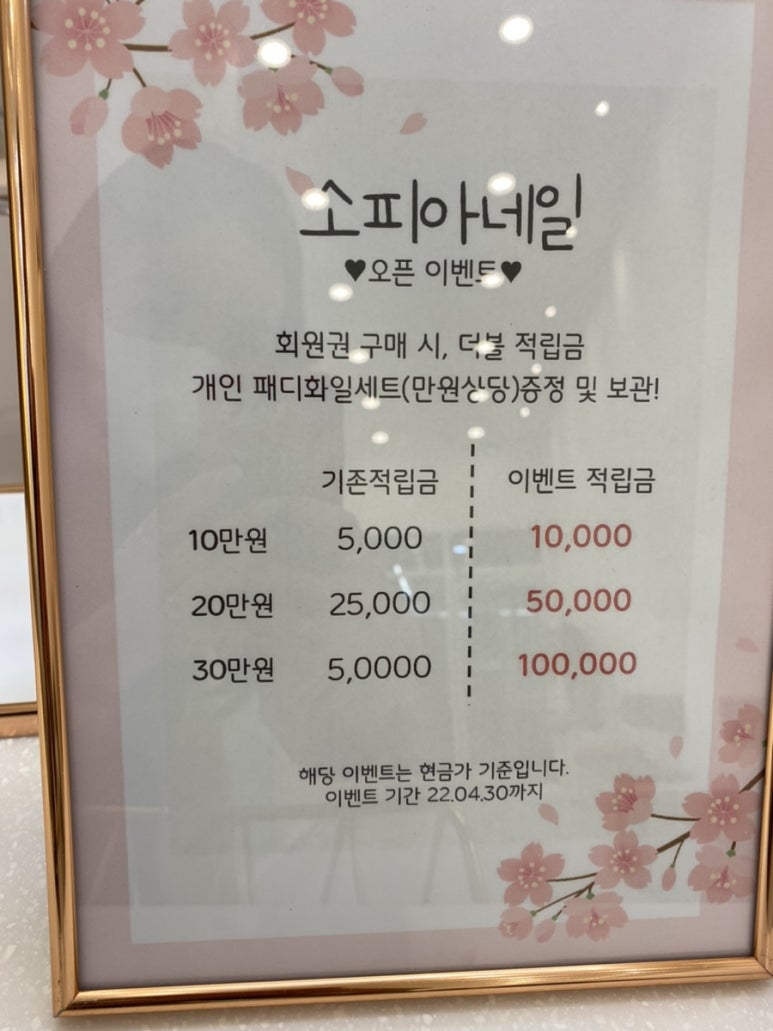 소피아네일
♥오픈 이벤트♥
회원권 구매 시, 더블 적립금
개인 패디화일세트(만원상당)증정 및 보관!
기존적립금 이벤트 적립금
10만원 5,000 10,000
20만원 25,000 50,000
30만원 5,0000 100,000
해당 이벤트는 현금가 기준입니다.
이벤트 기간 22.04.30까지